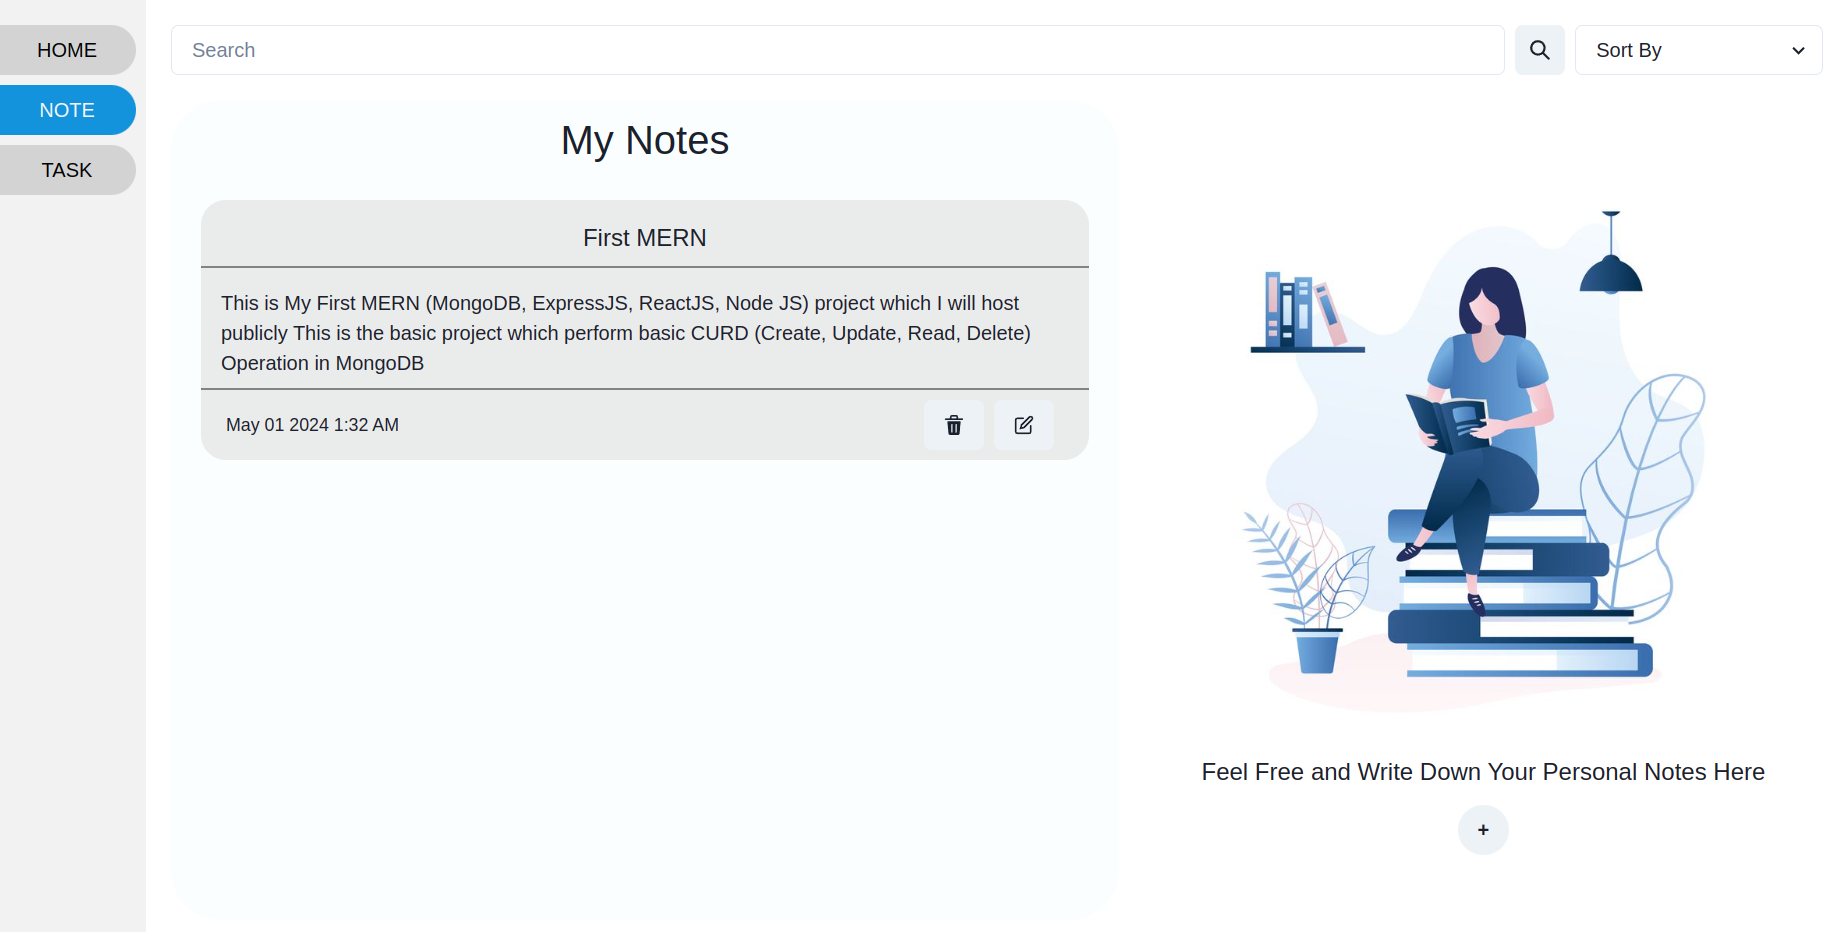 HOME
NOTE
TASK
Search
Sort By
My Notes
First MERN
This is My First MERN (MongoDB, ExpressJS, ReactJS, Node JS) project which I will host
publicly This is the basic project which perform basic CURD (Create, Update, Read, Delete)
Operation in MongoDB
May 01 2024 1:32 AM
Feel Free and Write Down Your Personal Notes Here
+